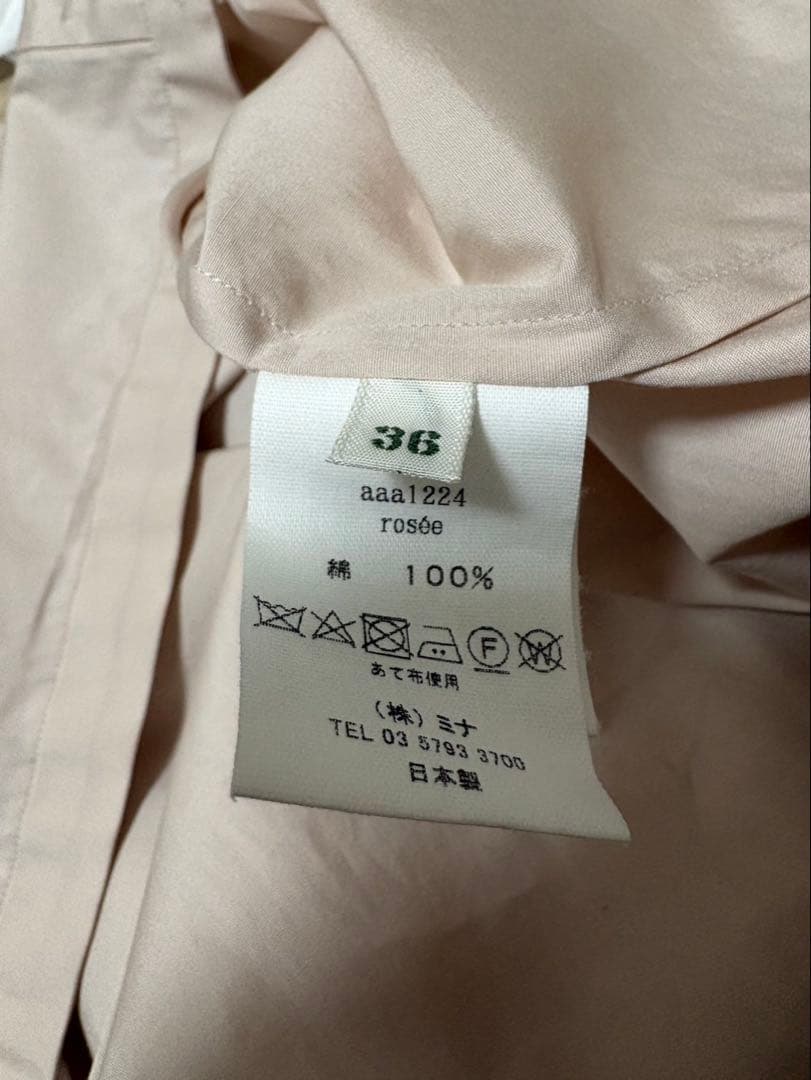 36
aaa1224
rosée
綿 100%
F W
あて布使用
(株)ミナ
TEL 03 5793 3700
日本製